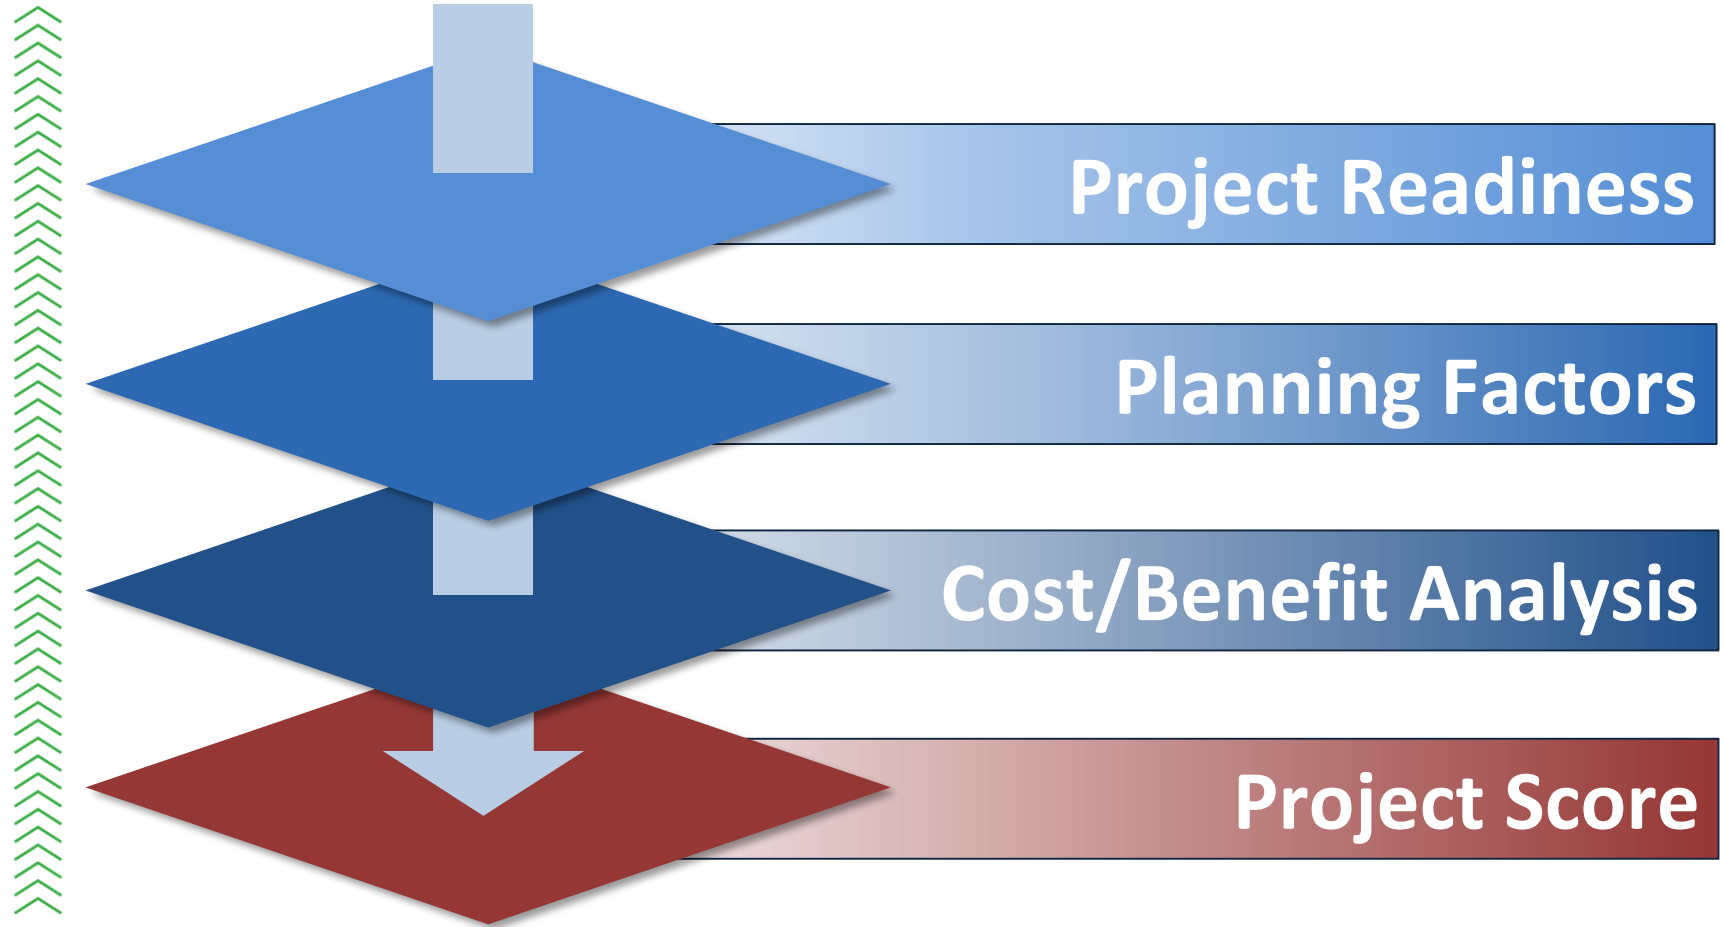 Project Readiness
Planning Factors
Cost/Benefit Analysis
Project Score